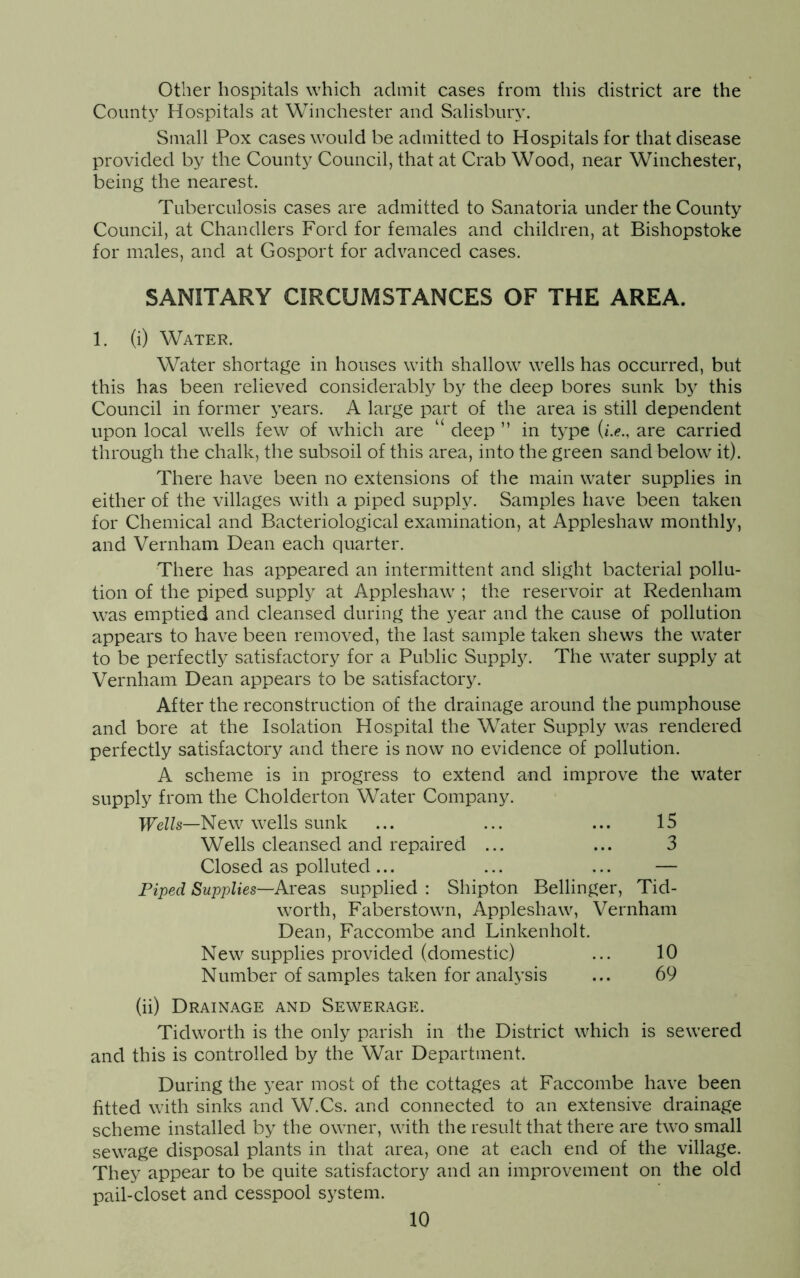 Other hospitals which admit cases from this district are the
County Hospitals at Winchester and Salisbury.
Small Pox cases would be admitted to Hospitals for that disease
provided by the County Council, that at Crab Wood, near Winchester,
being the nearest.
Tuberculosis cases are admitted to Sanatoria under the County
Council, at Chandlers Ford for females and children, at Bishopstoke
for males, and at Gosport for advanced cases.
SANITARY CIRCUMSTANCES OF THE AREA.
1. (i) WATER.
Water shortage in houses with shallow wells has occurred, but
this has been relieved considerably by the deep bores sunk by this
Council in former years. A large part of the area is still dependent
upon local wells few of which are “ deep ” in type (i.e., are carried
through the chalk, the subsoil of this area, into the green sand below it).
There have been no extensions of the main water supplies in
either of the villages with a piped supply. Samples have been taken
for Chemical and Bacteriological examination, at Appleshaw monthly,
and Vernham Dean each quarter.
There has appeared an intermittent and slight bacterial pollu-
tion of the piped supply at Appleshaw ; the reservoir at Redenham
was emptied and cleansed during the year and the cause of pollution
appears to have been removed, the last sample taken shews the water
to be perfectly satisfactory for a Public Supply. The water supply at
Vernham Dean appears to be satisfactory.
After the reconstruction of the drainage around the pumphouse
and bore at the Isolation Hospital the Water Supply was rendered
perfectly satisfactory and there is now no evidence of pollution.
A scheme is in progress to extend and improve the water
supply from the Cholderton Water Company.
Wells—New wells sunk ... ... ... 15
Wells cleansed and repaired ... ... 3
Closed as polluted ... ... ... —
Piped Supplies—Areas supplied : Shipton Bellinger, Tid-
worth, Faberstown, Appleshaw, Vernham
Dean, Faccombe and Linkenholt.
New supplies provided (domestic) ... 10
Number of samples taken for analysis ... 69
(ii) DRAINAGE AND SEWERAGE.
Tidworth is the only parish in the District which is sewered
and this is controlled by the War Department.
During the year most of the cottages at Faccombe have been
fitted with sinks and W.Cs. and connected to an extensive drainage
scheme installed by the owner, with the result that there are two small
sewage disposal plants in that area, one at each end of the village.
They appear to be quite satisfactory and an improvement on the old
pail-closet and cesspool system.
10